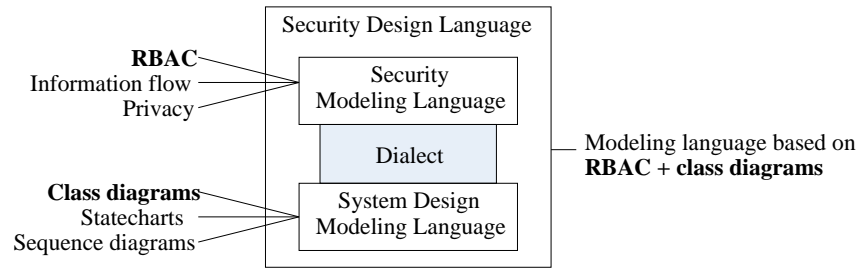 Security Design Language
RBAC
Information flow
Privacy
Security
Modeling Language
Dialect
Modeling language based on
RBAC + class diagrams
Class diagrams
Statecharts
Sequence diagrams
System Design
Modeling Language